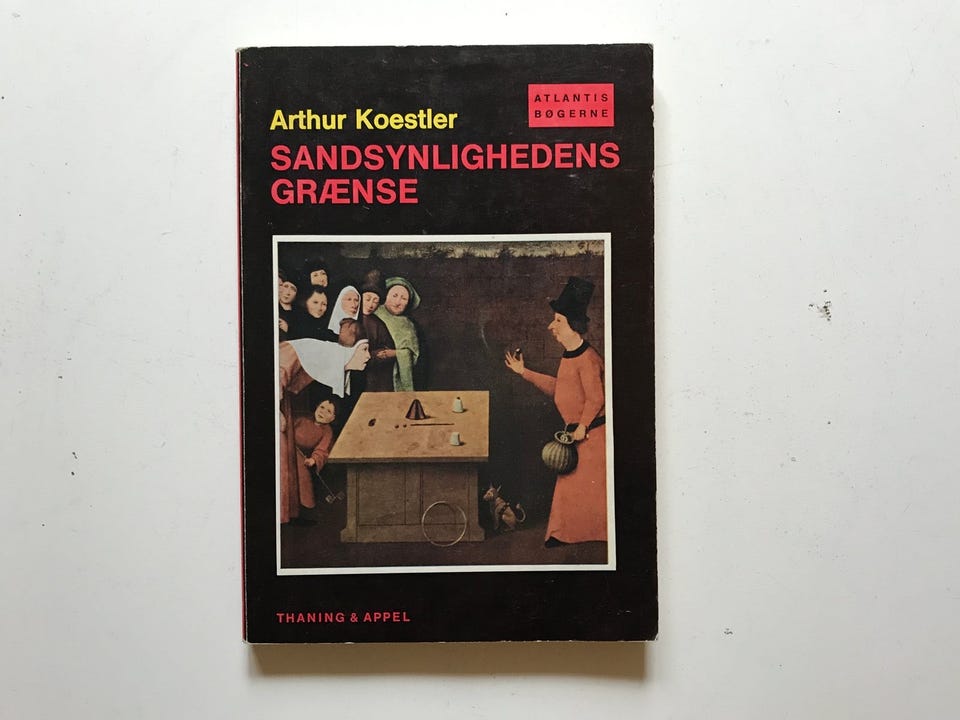 ATLANTIS
BØGERNE
Arthur Koestler
SANDSYNLIGHEDENS
GRÆNSE
THANING & APPEL